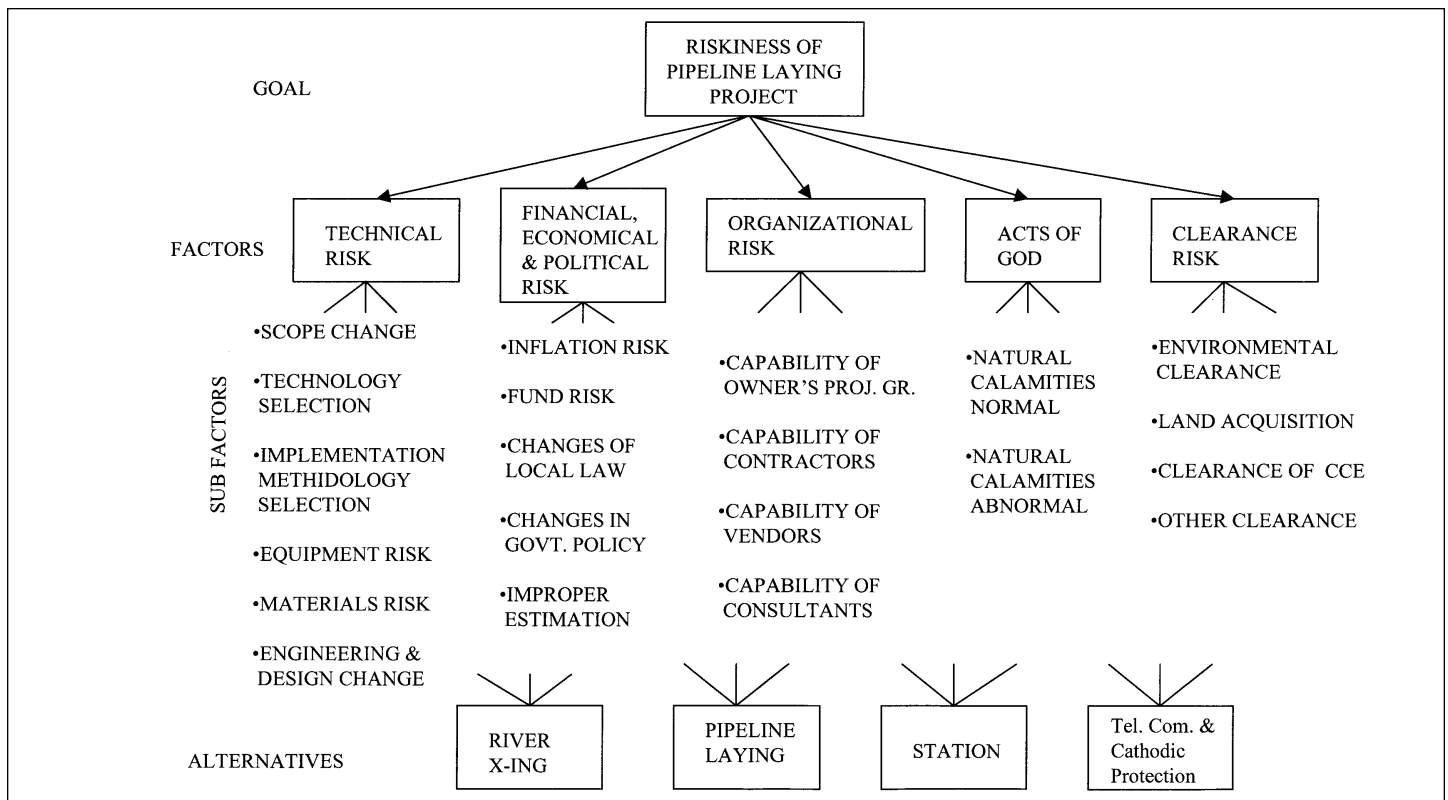 RISKINESS OF
PIPELINE LAYING
PROJECT
GOAL
FACTORS
TECHNICAL
RISK
FINANCIAL,
ECONOMICAL
& POLITICAL
RISK
ORGANIZATIONAL
RISK
ACTS OF
GOD
CLEARANCE
RISK
SUB FACTORS
•SCOPE CHANGE
•TECHNOLOGY
SELECTION
•IMPLEMENTATION
METHIDOLOGY
SELECTION
•EQUIPMENT RISK
•MATERIALS RISK
•ENGINEERING &
DESIGN CHANGE
•INFLATION RISK
•FUND RISK
•CHANGES OF
LOCAL LAW
•CHANGES IN
GOVT. POLICY
•IMPROPER
ESTIMATION
•CAPABILITY OF
OWNER'S PROJ. GR.
•CAPABILITY OF
CONTRACTORS
•CAPABILITY OF
VENDORS
•CAPABILITY OF
CONSULTANTS
•NATURAL
CALAMITIES
NORMAL
•NATURAL
CALAMITIES
ABNORMAL
•ENVIRONMENTAL
CLEARANCE
•LAND ACQUISITION
•CLEARANCE OF CCE
•OTHER CLEARANCE
ALTERNATIVES
RIVER
X-ING
PIPELINE
LAYING
STATION
Tel. Com. &
Cathodic
Protection